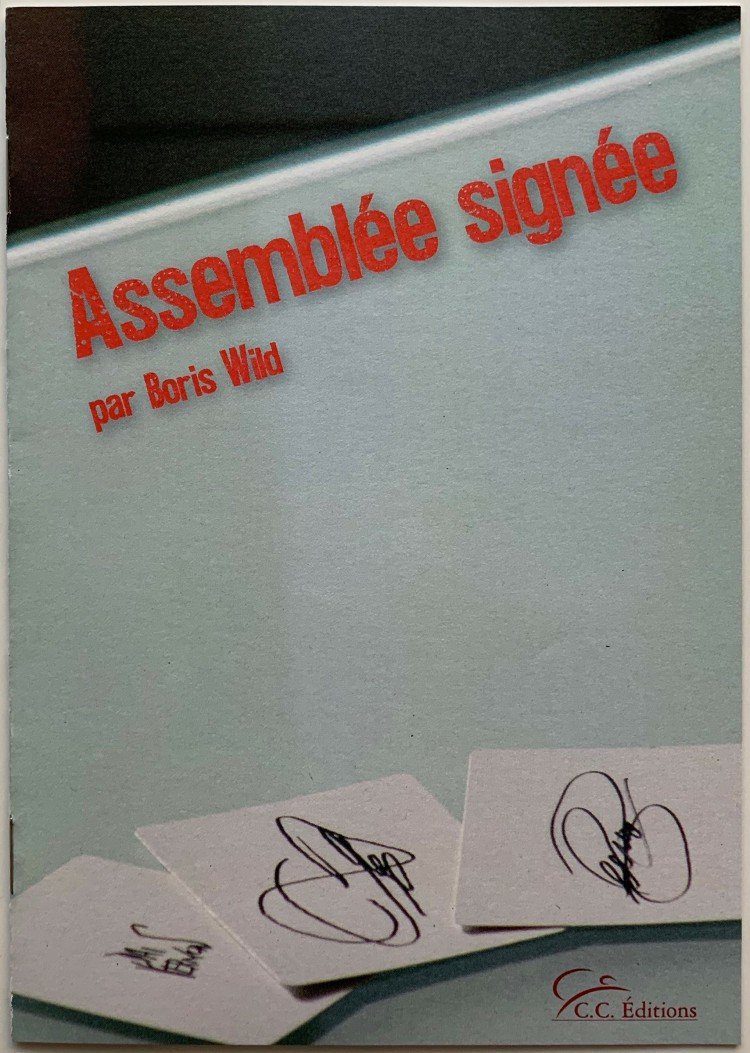 Assemblée signée
par Boris Wild
C.C. Éditions